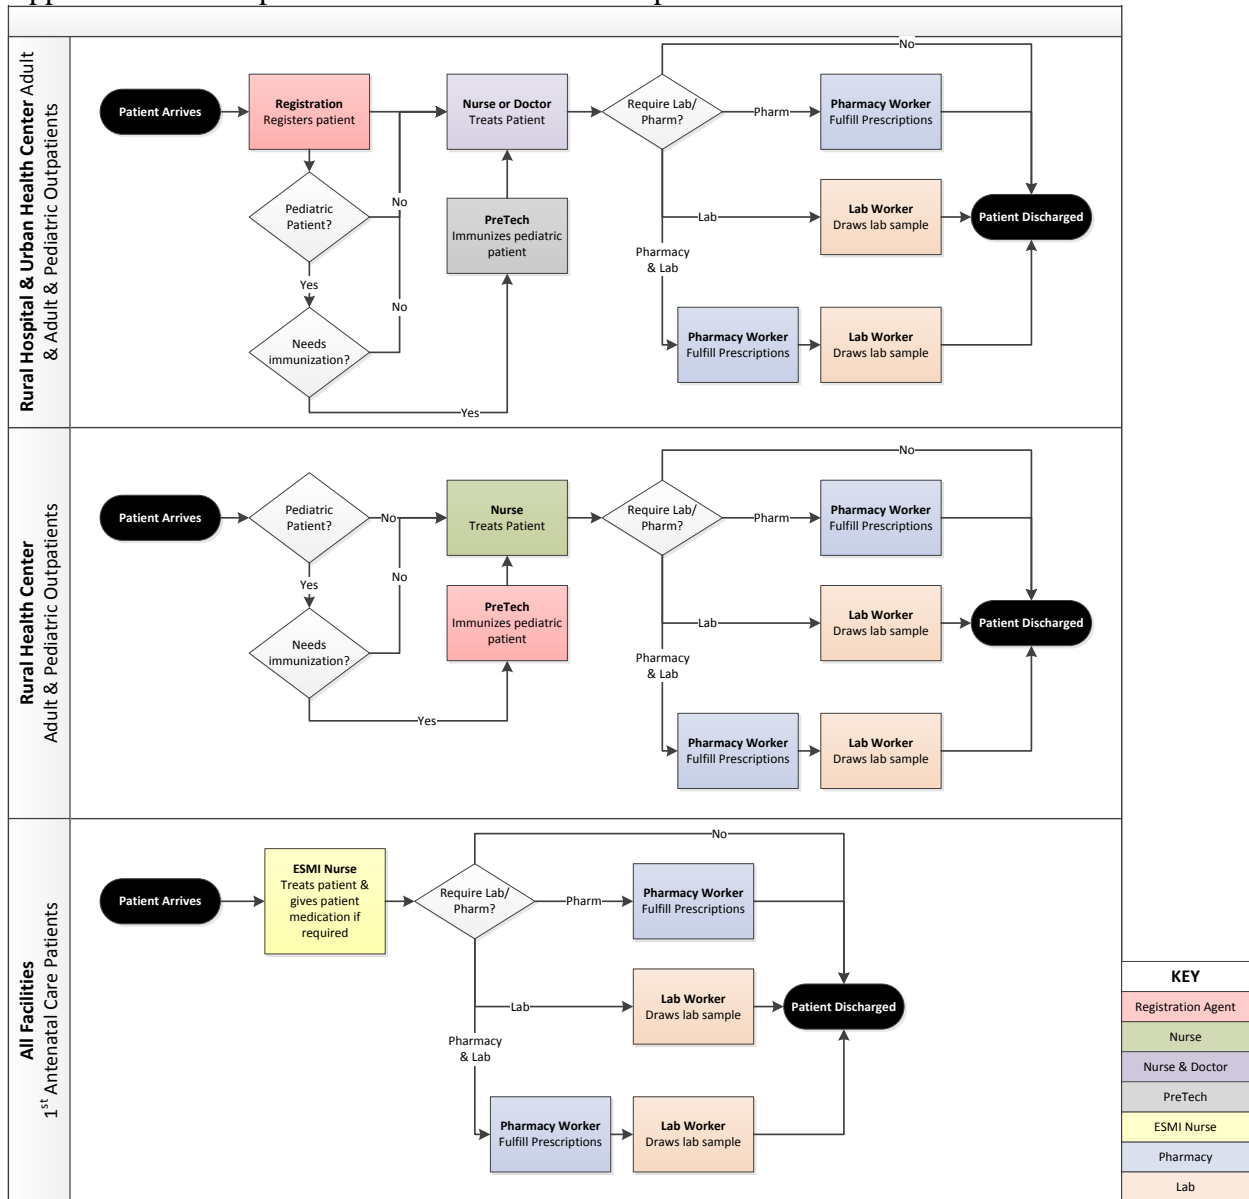 Rural Hospital & Urban Health Center Adult
& Adult & Pediatric Outpatients
Patient Arrives
Registration
Registers patient
Pediatric
Patient?
Yes
Needs
immunization?
No
No
Yes
Nurse or Doctor
Treats Patient
PreTech
Immunizes pediatric
patient
Require Lab/
Pharm?
No
Pharm
Lab
Pharmacy
& Lab
Pharmacy Worker
Fulfill Prescriptions
Lab Worker
Draws lab sample
Pharmacy Worker
Fulfill Prescriptions
Lab Worker
Draws lab sample
Patient Discharged
Rural Health Center
Adult & Pediatric Outpatients
Patient Arrives
Pediatric
Patient?
No
Yes
Needs
immunization?
No
Yes
Nurse
Treats Patient
PreTech
Immunizes pediatric
patient
Require Lab/
Pharm?
No
Pharm
Lab
Pharmacy
& Lab
Pharmacy Worker
Fulfill Prescriptions
Lab Worker
Draws lab sample
Pharmacy Worker
Fulfill Prescriptions
Lab Worker
Draws lab sample
Patient Discharged
All Facilities
1st Antenatal Care Patients
Patient Arrives
ESMI Nurse
Treats patient &
gives patient
medication if
required
Require Lab/
Pharm?
No
Pharm
Lab
Pharmacy
& Lab
Pharmacy Worker
Fulfill Prescriptions
Lab Worker
Draws lab sample
Pharmacy Worker
Fulfill Prescriptions
Lab Worker
Draws lab sample
Patient Discharged
KEY
Registration Agent
Nurse
Nurse & Doctor
PreTech
ESMI Nurse
Pharmacy
Lab